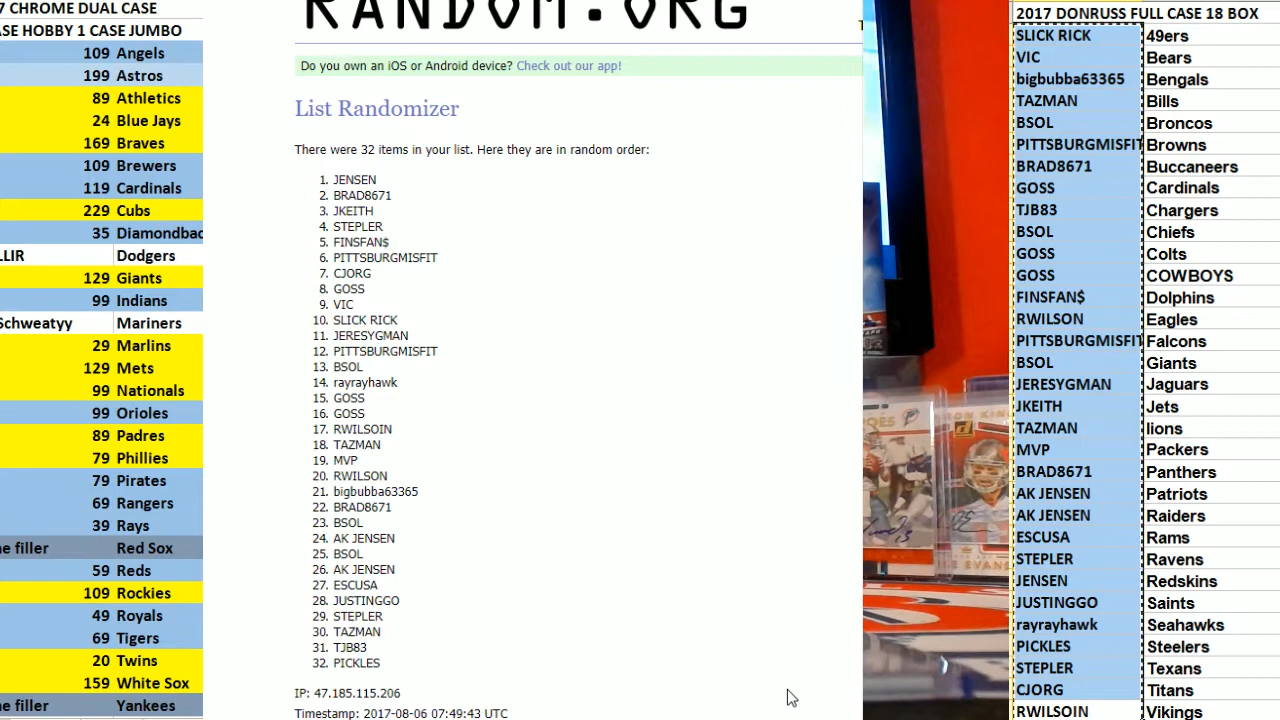 7 CHROME DUAL CASE
ASE HOBBY 1 CASE JUMBO
109 Angels
199 Astros
89 Athletics
24 Blue Jays
169 Braves
109 Brewers
119 Cardinals
229 Cubs
35 Diamondbac
LLIR Dodgers
129 Giants
99 Indians
Schweatyy Mariners
29 Marlins
129 Mets
99 Nationals
99 Orioles
89 Padres
79 Phillies
79 Pirates
69 Rangers
39 Rays
ne filler Red Sox
59 Reds
109 Rockies
49 Royals
69 Tigers
20 Twins
159 White Sox
ne filler Yankees
RANDOM.ORG
Do you own an iOS or Android device? Check out our app!
List Randomizer
There were 32 items in your list. Here they are in random order:
1. JENSEN
2. BRAD8671
3. JKEITH
4. STEPLER
5. FINSFAN$
6. PITTSBURGMISFIT
7. CJORG
8. GOSS
9. VIC
10. SLICK RICK
11. JERESYGMAN
12. PITTSBURGMISFIT
13. BSOL
14. rayrayhawk
15. GOSS
16. GOSS
17. RWILSOIN
18. TAZMAN
19. MVP
20. RWILSON
21. bigbubba63365
22. BRAD8671
23. BSOL
24. AK JENSEN
25. BSOL
26. AK JENSEN
27. ESCUSA
28. JUSTINGGO
29. STEPLER
30. TAZMAN
31. TJB83
32. PICKLES
IP: 47.185.115.206
Timestamp: 2017-08-06 07:49:43 UTC
2017 DONRUSS FULL CASE 18 BOX
SLICK RICK 49ers
VIC Bears
bigbubba63365 Bengals
TAZMAN Bills
BSOL Broncos
PITTSBURGMISFIT Browns
BRAD8671 Buccaneers
GOSS Cardinals
TJB83 Chargers
BSOL Chiefs
GOSS Colts
GOSS COWBOYS
FINSFAN$ Dolphins
RWILSON Eagles
PITTSBURGMISFIT Falcons
BSOL Giants
JERESYGMAN Jaguars
JKEITH Jets
TAZMAN lions
MVP Packers
BRAD8671 Panthers
AK JENSEN Patriots
AK JENSEN Raiders
ESCUSA Rams
STEPLER Ravens
JENSEN Redskins
JUSTINGGO Saints
rayrayhawk Seahawks
PICKLES Steelers
STEPLER Texans
CJORG Titans
RWILSOIN Vikings